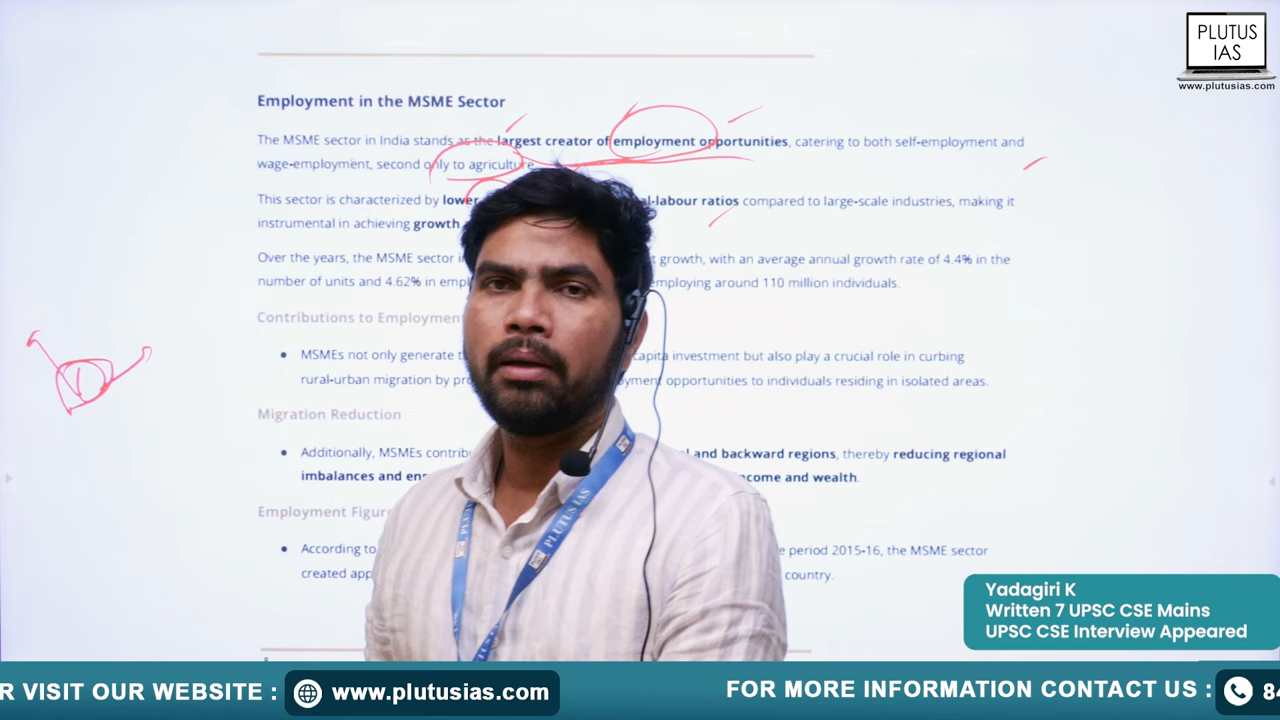 PLUTUS
IAS
www.plutusias.com
Employment in the MSME Sector
The MSME sector in India stands as the largest creator of employment opportunities, catering to both self-employment and
wage-employment, second only to agriculture
This sector is characterized by lower l-labour ratios compared to large-scale industries, making it
instrumental in achieving growth
Over the years, the MSME sector growth, with an average annual growth rate of 4.4% in the
number of units and 4.62% in employing around 110 million individuals.
Contributions to Employment
MSMEs not only generate capita investment but also play a crucial role in curbing
rural-urban migration by opportunities to individuals residing in isolated areas.
Migration Reduction
Additionally, MSMEs and backward regions, thereby reducing regional
imbalances and income and wealth.
Employment
According to period 2015-16, the MSME sector
created country.
PLUTUS IAS
Yadagiri K
Written 7 UPSC CSE Mains
UPSC CSE Interview Appeared
R VISIT OUR WEBSITE : www.plutusias.com FOR MORE INFORMATION CONTACT US : 84